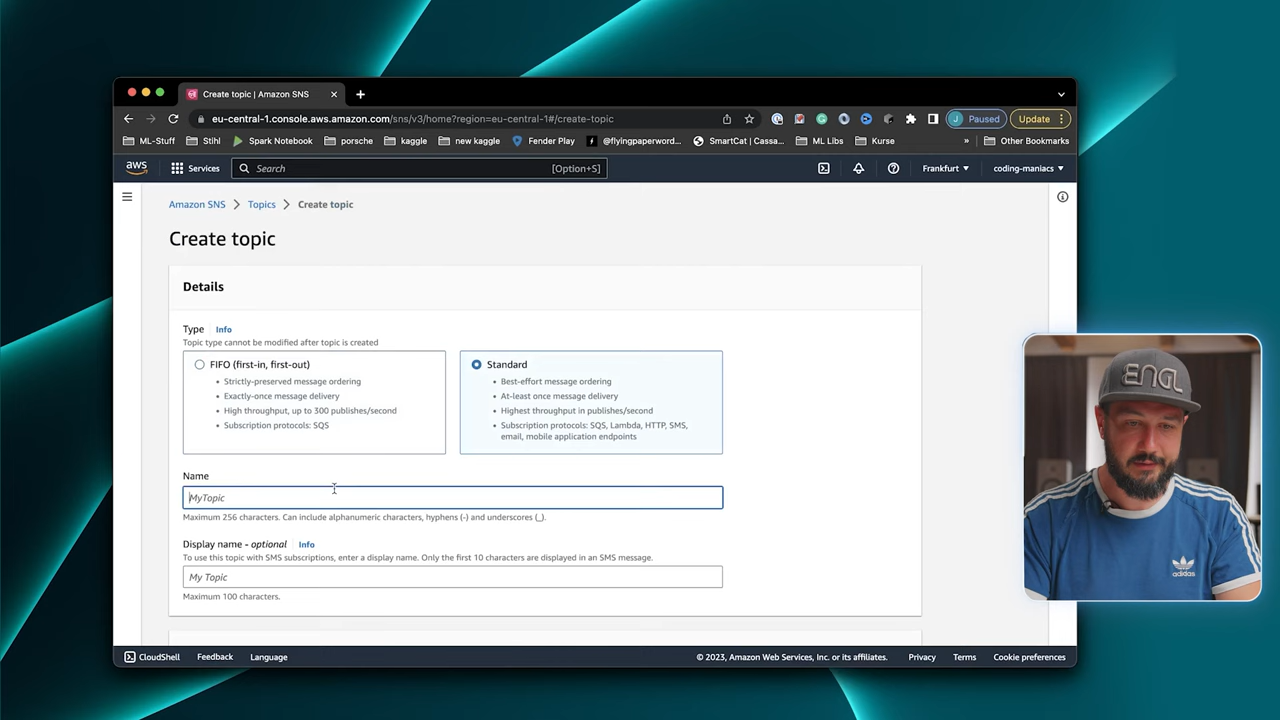 Create topic | Amazon SNS
eu-central-1.console.aws.amazon.com/sns/v3/home?region=eu-central-1#/create-topic
J Paused
Update
ML-Stuff Stihl Spark Notebook porsche kaggle new kaggle Fender Play @flyingpaperword... SmartCat | Cassa... ML Libs Kurse » Other Bookmarks
aws Services Search [Option+S] Frankfurt coding-maniacs
Amazon SNS > Topics > Create topic
Create topic
Details
Type Info
Topic type cannot be modified after topic is created
FIFO (first-in, first-out)
• Strictly-preserved message ordering
• Exactly-once message delivery
• High throughput, up to 300 publishes/second
• Subscription protocols: SQS
Standard
• Best-effort message ordering
• At-least once message delivery
• Highest throughput in publishes/second
• Subscription protocols: SQS, Lambda, HTTP, SMS,
email, mobile application endpoints
Name
MyTopic
Maximum 256 characters. Can include alphanumeric characters, hyphens (-) and underscores (_).
Display name - optional Info
To use this topic with SMS subscriptions, enter a display name. Only the first 10 characters are displayed in an SMS message.
My Topic
Maximum 100 characters.
CloudShell Feedback Language © 2023, Amazon Web Services, Inc. or its affiliates. Privacy Terms Cookie preferences
ENGL
adidas